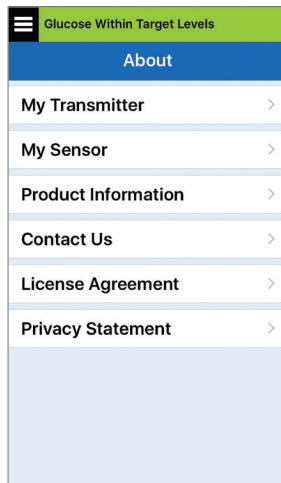 Glucose Within Target Levels
About
My Transmitter
My Sensor
Product Information
Contact Us
License Agreement
Privacy Statement